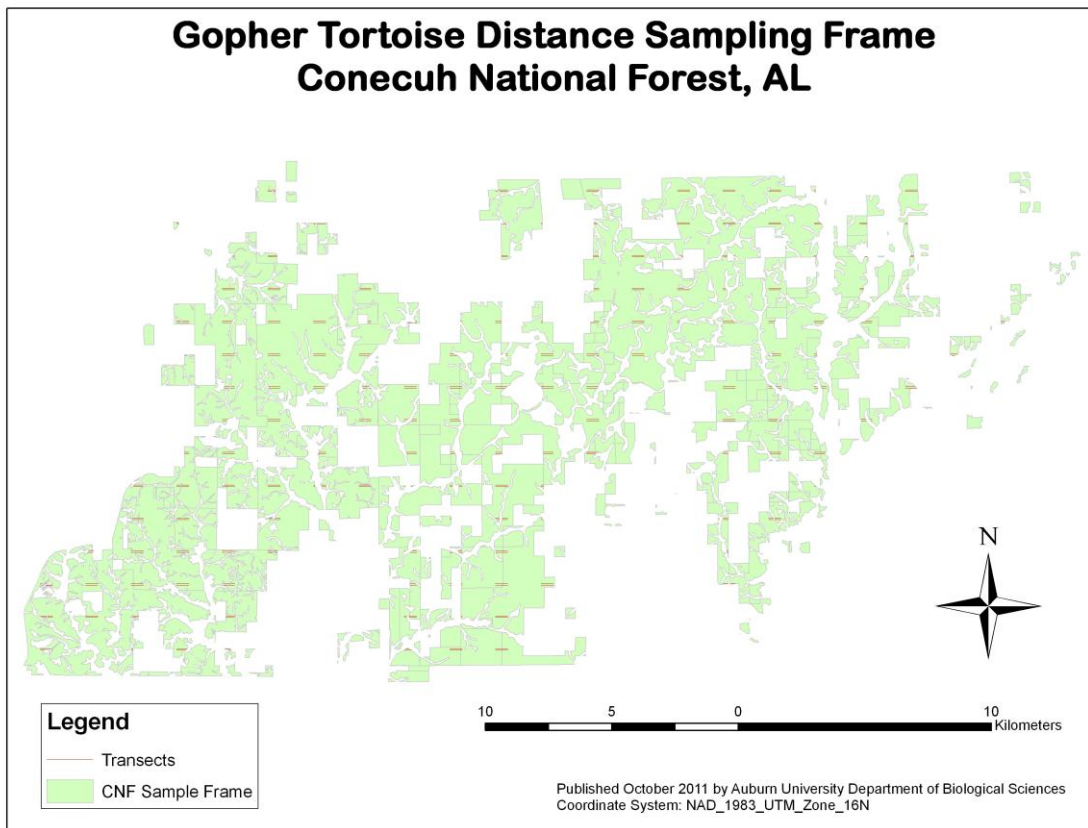 Gopher Tortoise Distance Sampling Frame
Conecuh National Forest, AL
N
10 5 0 10
Kilometers
Legend
Transects
CNF Sample Frame
Published October 2011 by Auburn University Department of Biological Sciences
Coordinate System: NAD_1983_UTM_Zone_16N